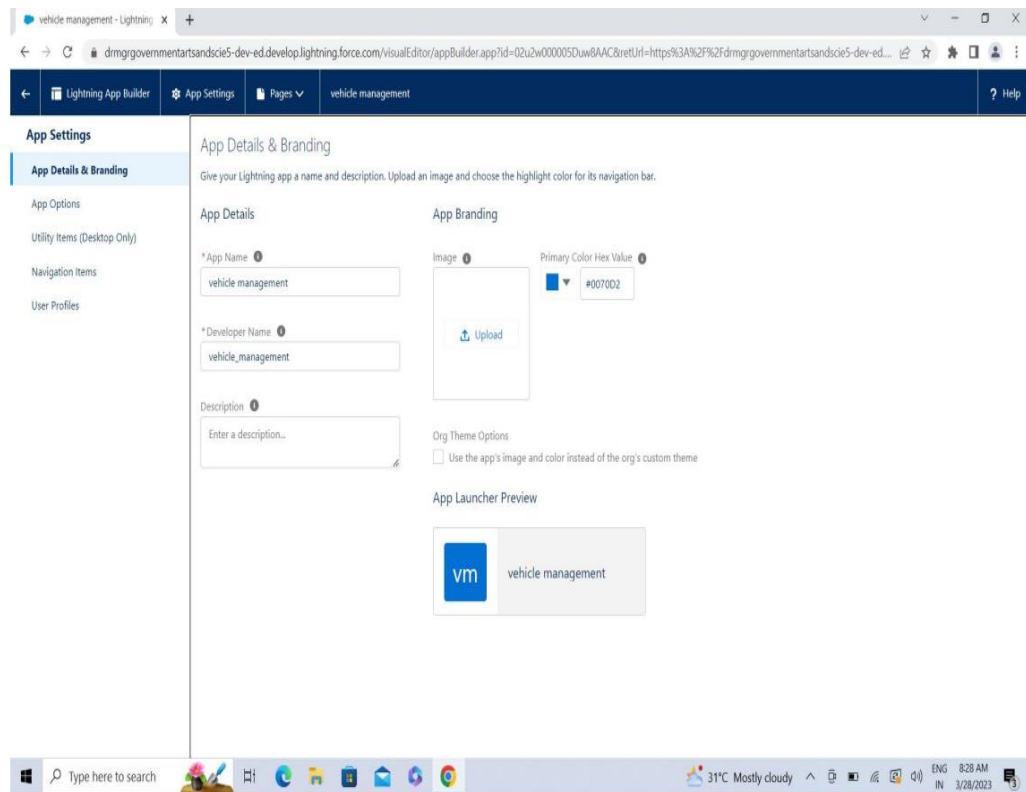 vehicle management - Lightning
drmgrgovernmentartsandscie5-dev-ed.develop.lightning.force.com/visualEditor/appBuilder.app?id=02u2w000005Duw8AAC&retUrl=https%3A%2F%2Fdrmgrgovernmentartsandscie5-dev-ed....
Lightning App Builder App Settings Pages vehicle management ? Help
App Settings
App Details & Branding
App Options
Utility Items (Desktop Only)
Navigation Items
User Profiles
App Details & Branding
Give your Lightning app a name and description. Upload an image and choose the highlight color for its navigation bar.
App Details
*App Name
vehicle management
*Developer Name
vehicle_management
Description
Enter a description...
App Branding
Image
Upload
Primary Color Hex Value
#0070D2
Org Theme Options
Use the app's image and color instead of the org's custom theme
App Launcher Preview
vm vehicle management
Type here to search
31°C Mostly cloudy
ENG
IN
8:28 AM
3/28/2023
3